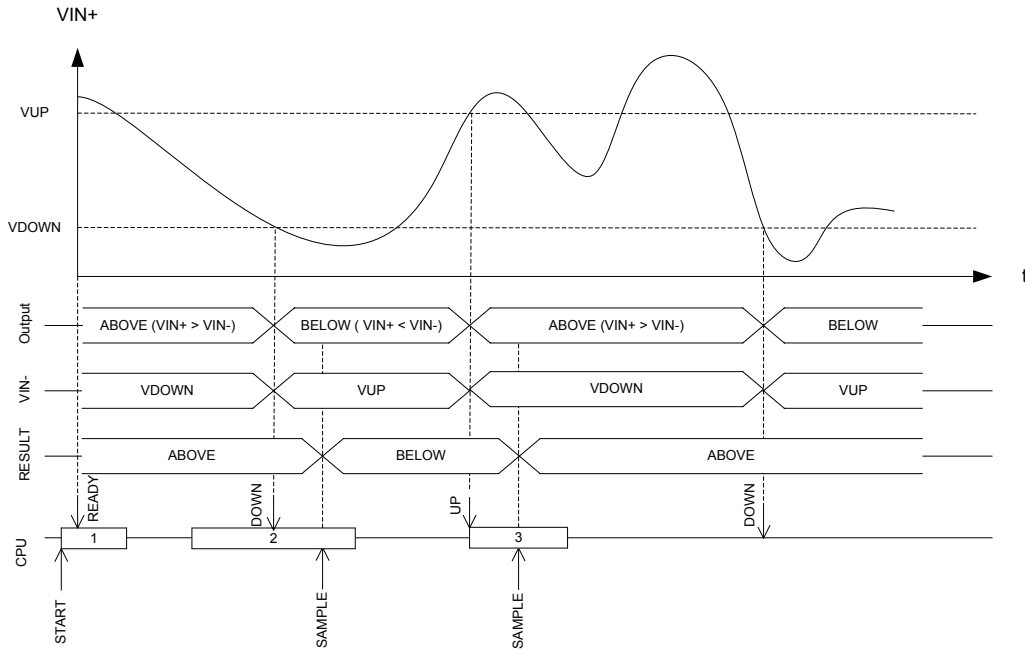 VIN+
VUP
VDOWN
t
Output
ABOVE (VIN+ > VIN-)
BELOW ( VIN+ < VIN-)
ABOVE (VIN+ > VIN-)
BELOW
VIN-
VDOWN
VUP
VDOWN
VUP
RESULT
ABOVE
BELOW
ABOVE
READY
DOWN
UP
DOWN
CPU
1
2
3
START
SAMPLE
SAMPLE